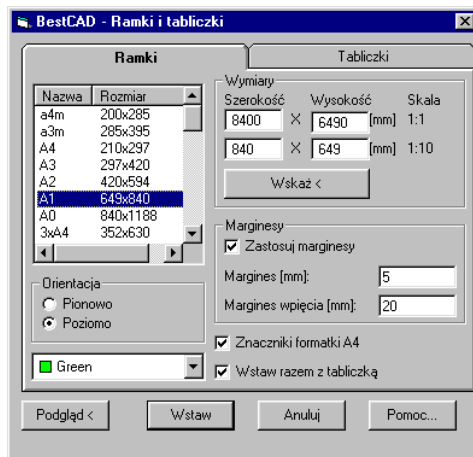 BestCAD - Ramki i tabliczki
Ramki
Tabliczki
Nazwa Rozmiar
a4m 200x285
a3m 285x395
A4 210x297
A3 297x420
A2 420x594
A1 649x840
A0 840x1188
3xA4 352x630
Orientacja
Pionowo
Poziomo
Green
Wymiary
Szerokość Wysokość Skala
8400 X 6490 [mm] 1:1
840 X 649 [mm] 1:10
Wskaż <
Marginesy
Zastosuj marginesy
Margines [mm]: 5
Margines wpięcia [mm]: 20
Znaczniki formatki A4
Wstaw razem z tabliczką
Podgląd < Wstaw Anuluj Pomoc...